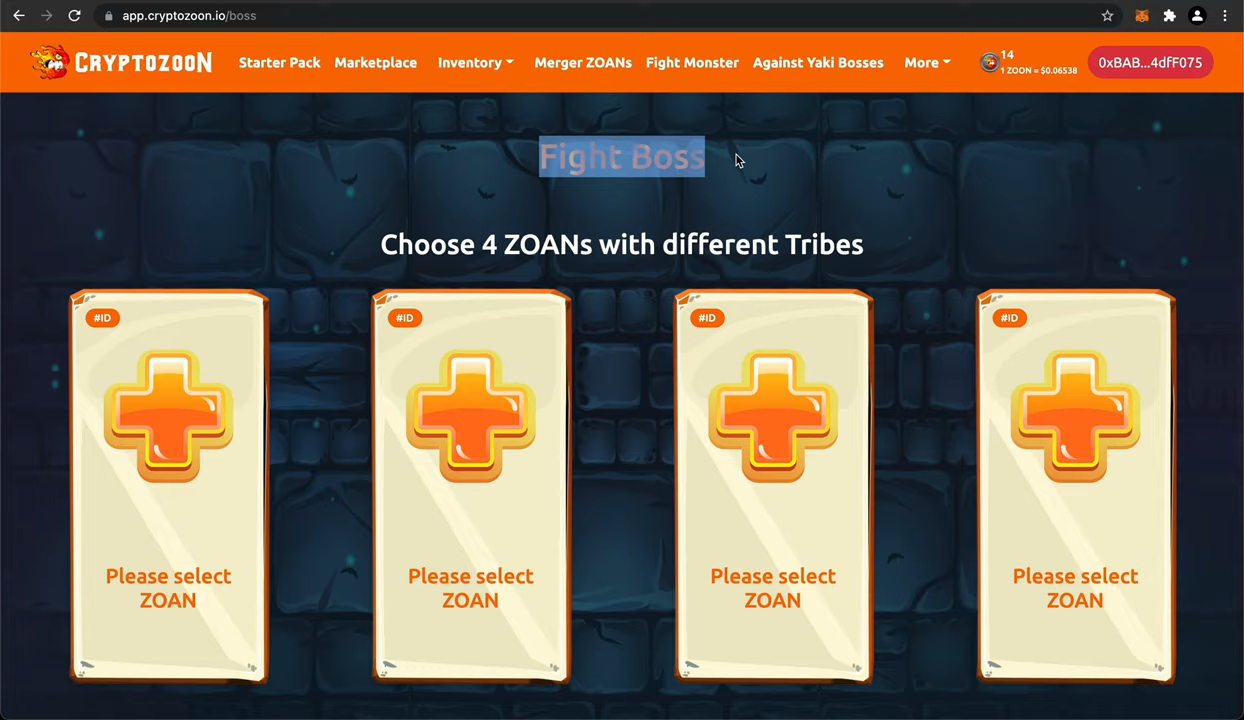 app.cryptozoon.io/boss
CRYPTOZOON
Starter Pack
Marketplace
Inventory
Merger ZOANs
Fight Monster
Against Yaki Bosses
More
14
1 ZOON = $0.06538
0xBAB...4dfF075
Fight Boss
Choose 4 ZOANs with different Tribes
#ID
#ID
#ID
#ID
Please select
ZOAN
Please select
ZOAN
Please select
ZOAN
Please select
ZOAN